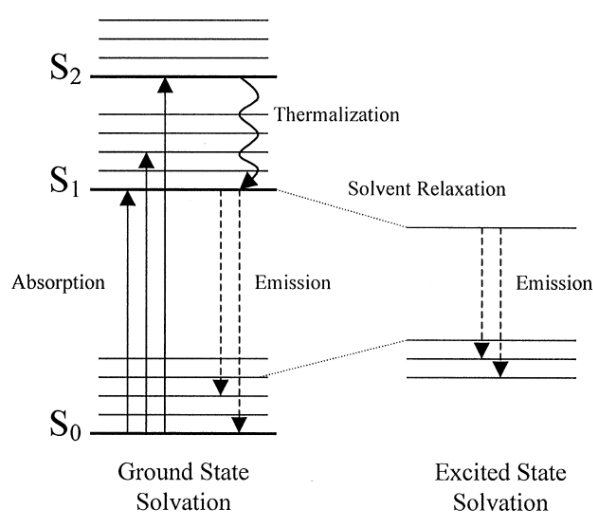 S2
Thermalization
S1
Solvent Relaxation
Absorption
Emission
Emission
S0
Ground State
Solvation
Excited State
Solvation